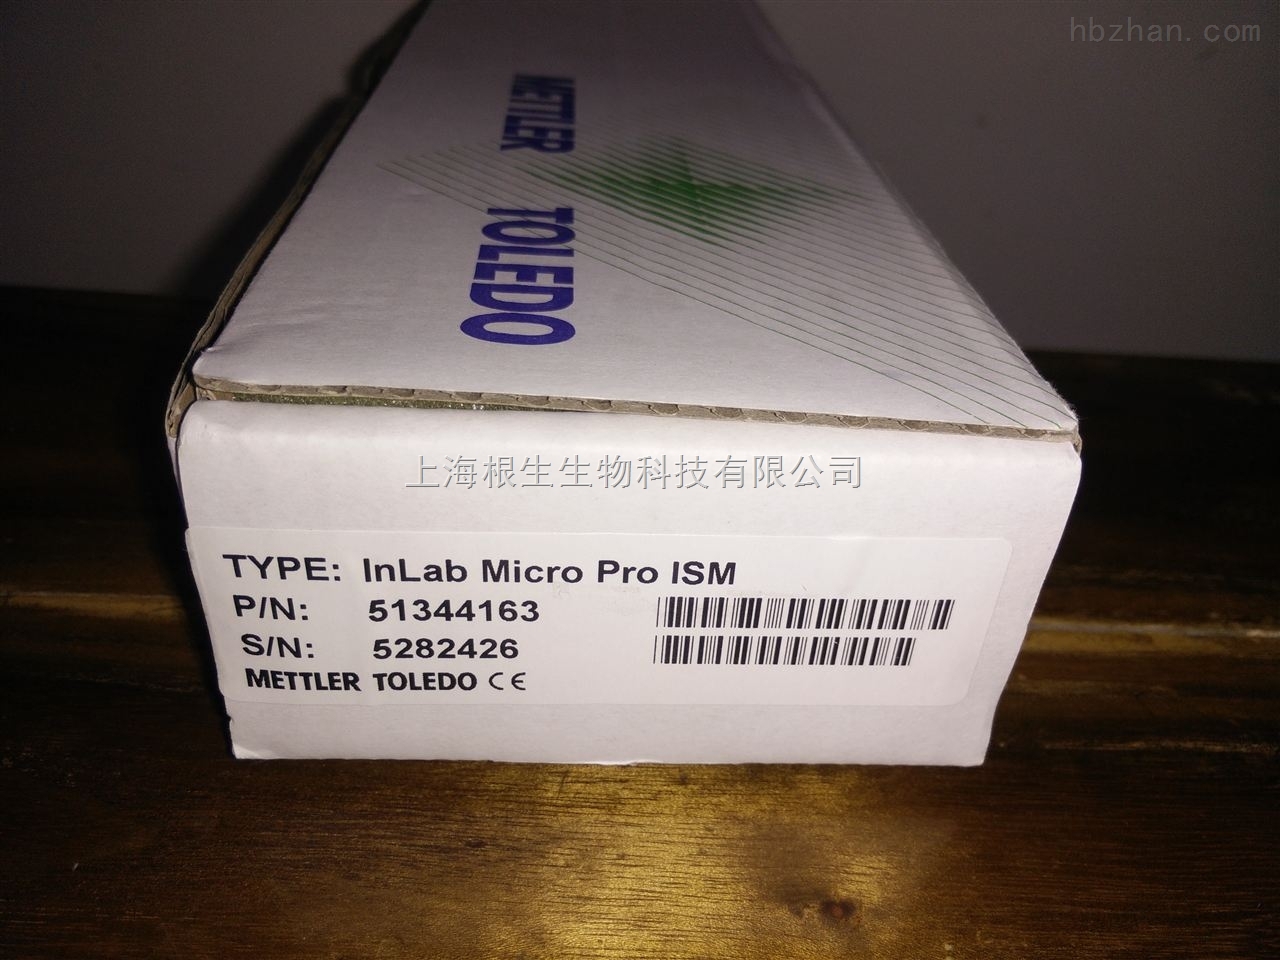 hbzhan.com
METTLER TOLEDO
上海根生生物科技有限公司
TYPE: InLab Micro Pro ISM
P/N: 51344163
S/N: 5282426
METTLER TOLEDO CE